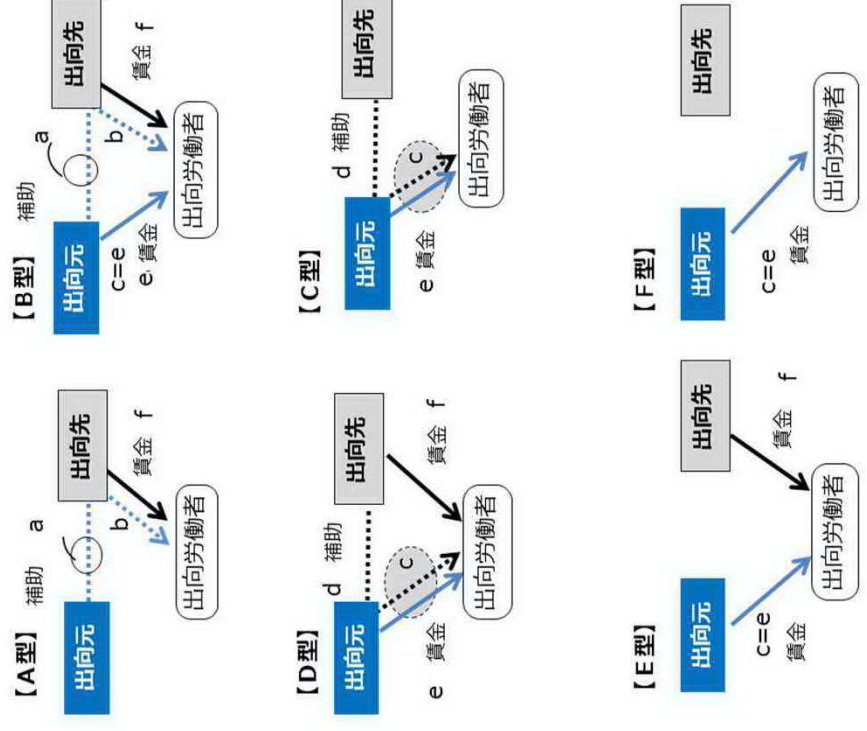 【A型】
補助
a
出向元
出向先
b
賃金 f
出向労働者
【B型】
補助
a
出向元
出向先
c=e
e 賃金
b
賃金 f
出向労働者
【D型】
d 補助
出向元
出向先
c
e 賃金
賃金 f
出向労働者
【C型】
d 補助
出向元
出向先
c
e 賃金
出向労働者
【E型】
出向元
出向先
c=e
賃金
賃金 f
出向労働者
【F型】
出向元
出向先
c=e
賃金
出向労働者